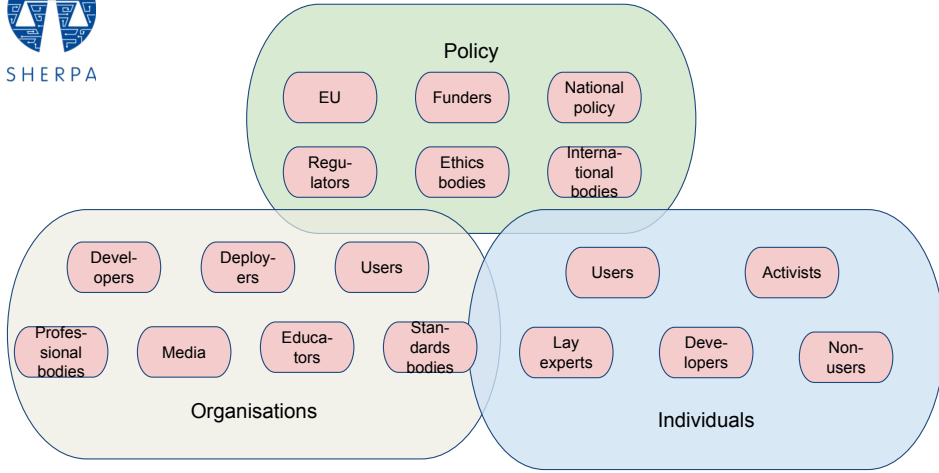 SHERPA
Policy
EU
Funders
National
policy
Regu-
lators
Ethics
bodies
Interna-
tional
bodies
Devel-
opers
Deploy-
ers
Users
Profes-
sional
bodies
Media
Educa-
tors
Stan-
dards
bodies
Organisations
Users
Activists
Lay
experts
Deve-
lopers
Non-
users
Individuals